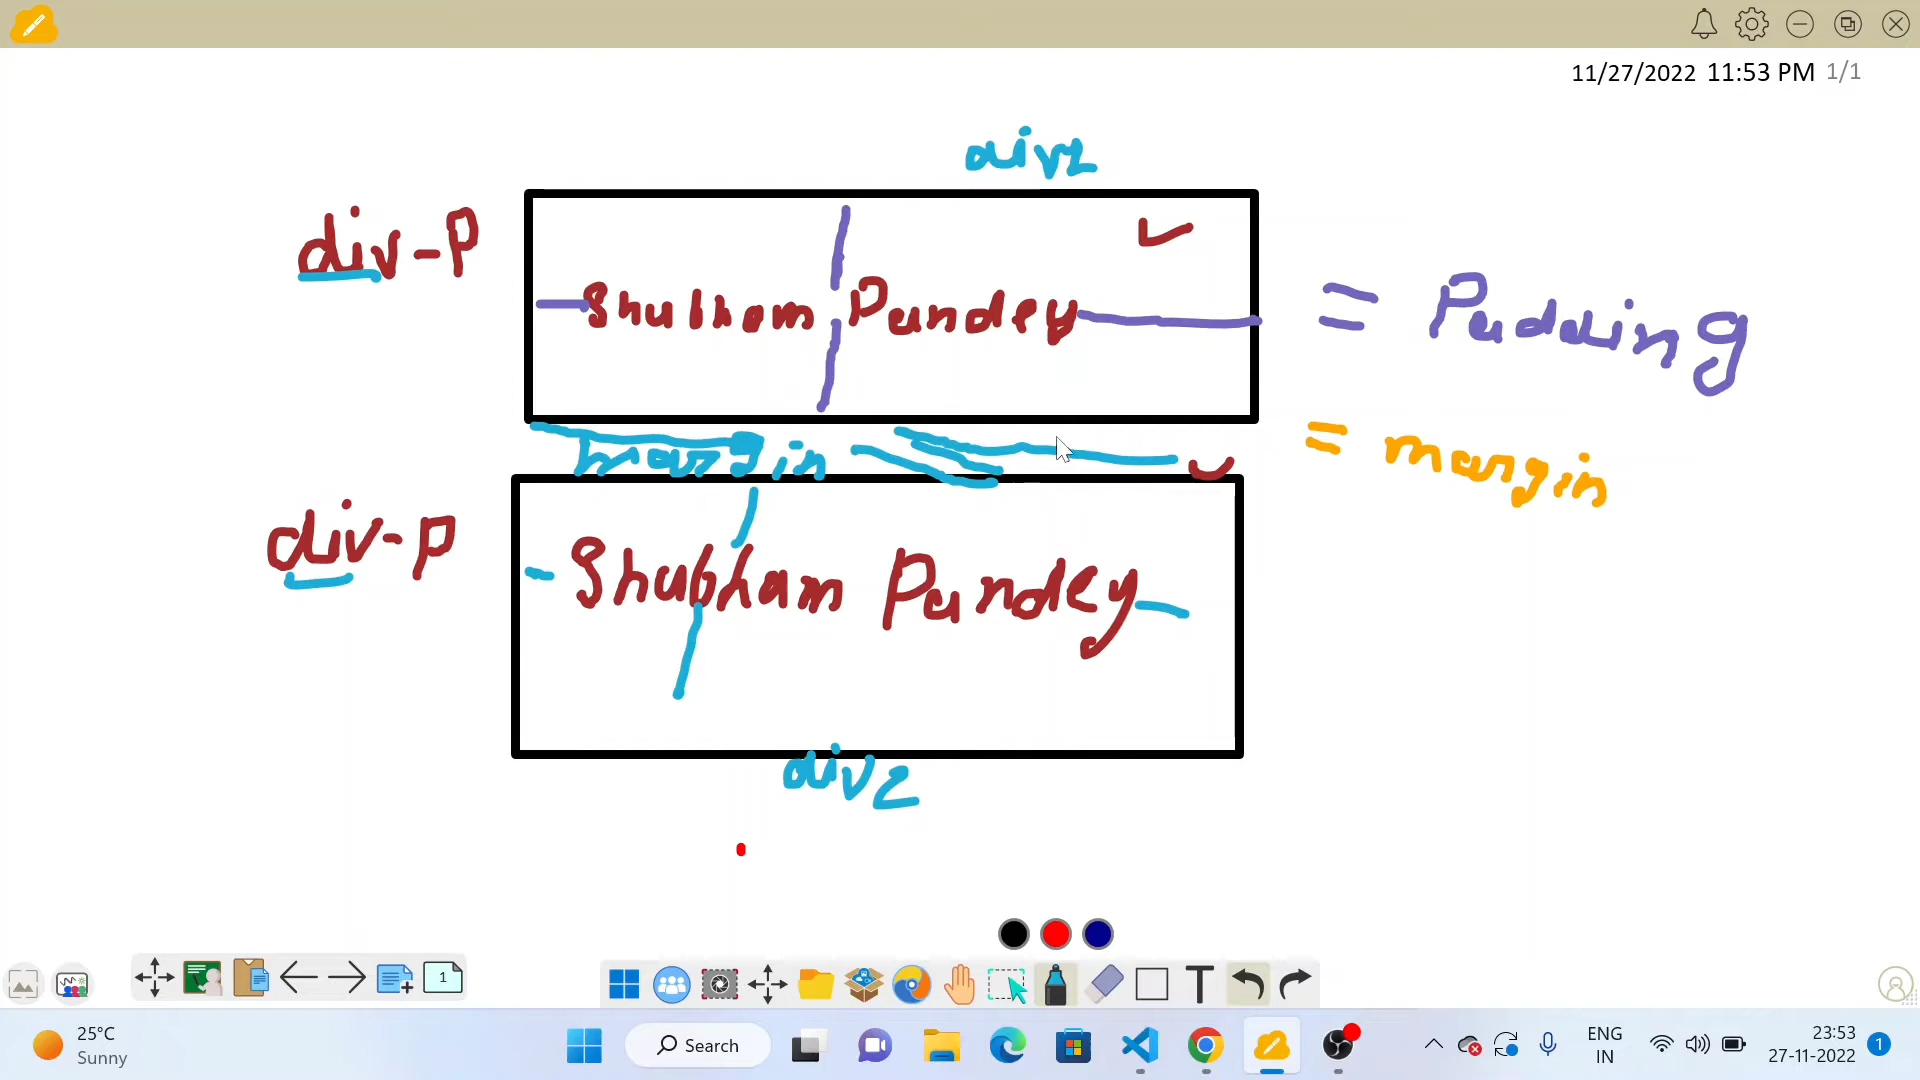 11/27/2022 11:53 PM 1/1
div2
div-P
Shubham Pandey
= Padding
margin
= margin
div-P
Shubham Pandey
div2
1
T
25°C
Sunny
Search
ENG
IN
23:53
27-11-2022
1